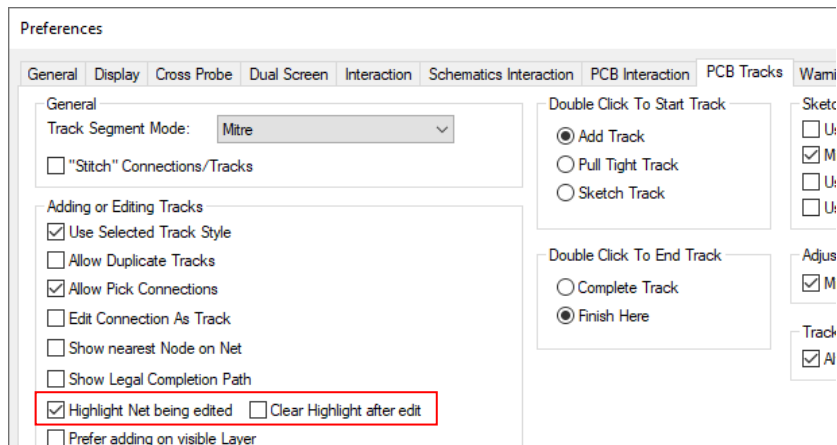 Preferences
General Display Cross Probe Dual Screen Interaction Schematics Interaction PCB Interaction PCB Tracks
General
Track Segment Mode: Mitre
"Stitch" Connections/Tracks
Adding or Editing Tracks
Use Selected Track Style
Allow Duplicate Tracks
Allow Pick Connections
Edit Connection As Track
Show nearest Node on Net
Show Legal Completion Path
Highlight Net being edited Clear Highlight after edit
Prefer adding on visible Layer
Double Click To Start Track
Add Track
Pull Tight Track
Sketch Track
Double Click To End Track
Complete Track
Finish Here
Track